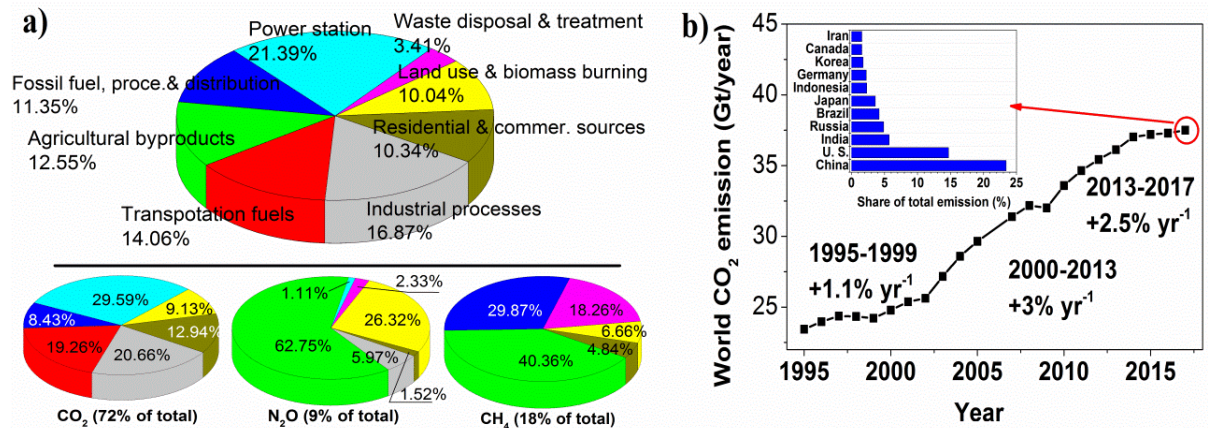 a)
Power station
21.39%
Waste disposal & treatment
3.41%
Fossil fuel, proce.& distribution
11.35%
Land use & biomass burning
10.04%
Agricultural byproducts
12.55%
Residential & commer. sources
10.34%
Transpotation fuels
14.06%
Industrial processes
16.87%
29.59%
9.13%
8.43%
12.94%
19.26%
20.66%
CO₂ (72% of total)
1.11%
2.33%
26.32%
62.75%
5.97%
1.52%
N₂O (9% of total)
29.87%
18.26%
6.66%
4.84%
40.36%
CH₄ (18% of total)
b)
World CO₂ emission (Gt/year)
45
40
35
30
25
Iran
Canada
Korea
Germany
Indonesia
Japan
Brazil
Russia
India
U. S.
China
0 5 10 15 20 25
Share of total emission (%)
2013-2017
+2.5% yr⁻¹
1995-1999
+1.1% yr⁻¹
2000-2013
+3% yr⁻¹
1995 2000 2005 2010 2015
Year